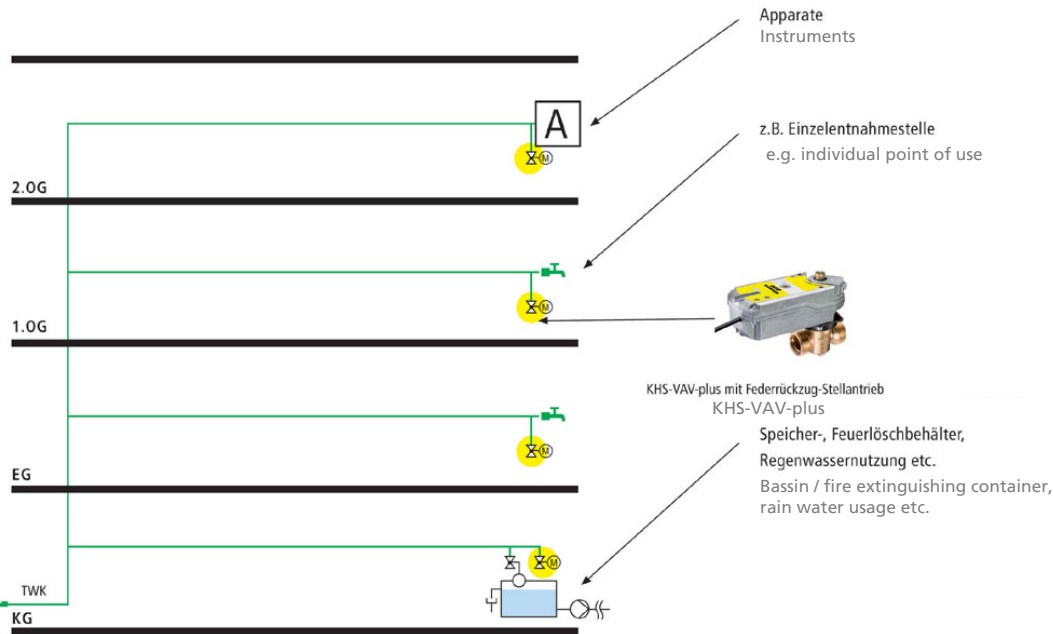 Apparate
Instruments
A
M
z.B. Einzelentnahmestelle
e.g. individual point of use
2.OG
M
1.OG
KHS-VAV-plus mit Federrückzug-Stellantrieb
KHS-VAV-plus
M
Speicher-, Feuerlöschbehälter,
Regenwassernutzung etc.
Bassin / fire extinguishing container,
rain water usage etc.
EG
M
TWK
KG